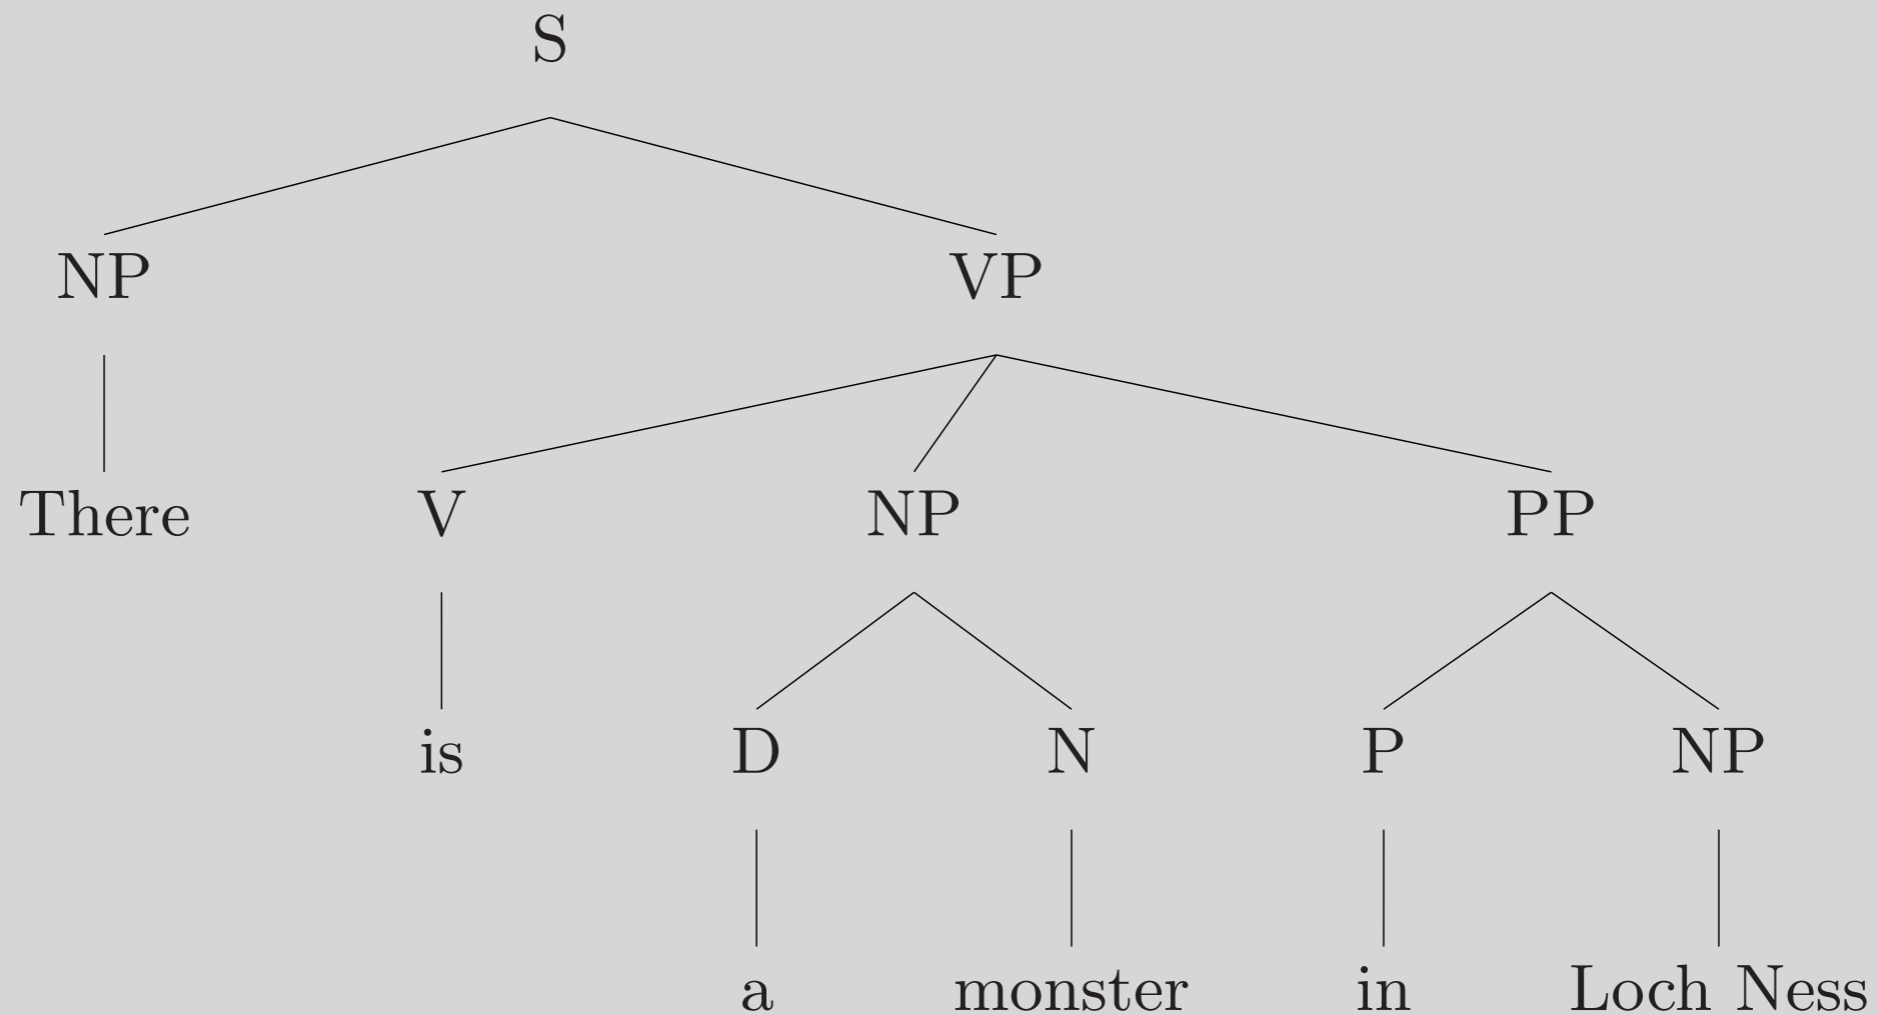 S
NP VP
There V NP PP
is D N P NP
a monster in Loch Ness